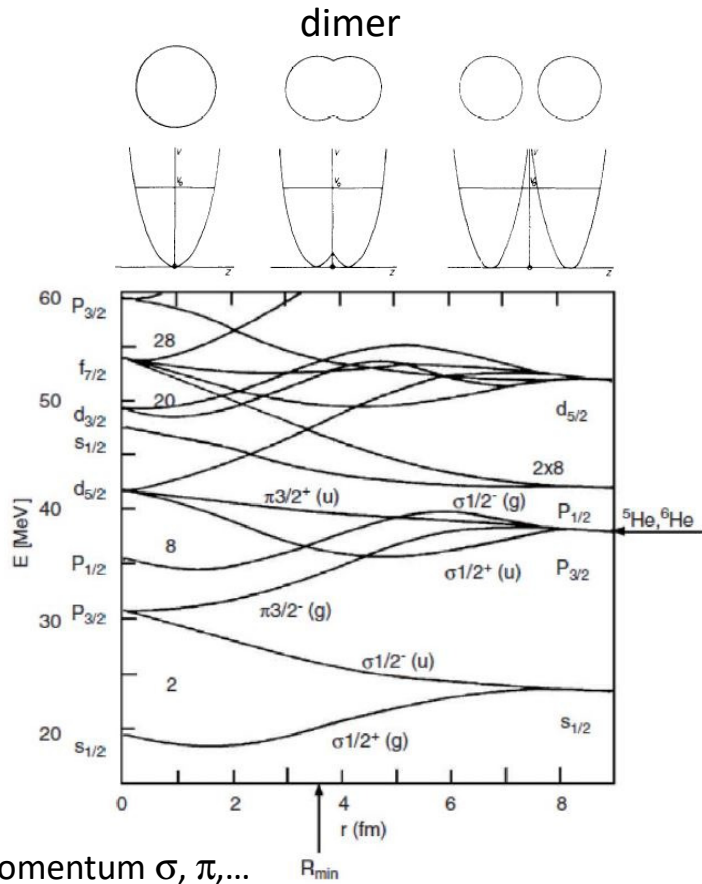 dimer
V V V
V₀ V₀ V₀
z z z
60 P3/2
28
f7/2
50 20
d3/2 d5/2
s1/2
2x8
d5/2 π3/2⁺ (u) σ1/2⁻ (g)
40 P1/2 ⁵He,⁶He
8
P1/2 σ1/2⁺ (u) P3/2
P3/2 π3/2⁻ (g)
30
σ1/2⁻ (u)
2
s1/2
20 σ1/2⁺ (g)
s1/2
E [MeV]
0 2 4 6 8
r (fm)
omentum σ, π,... Rmin